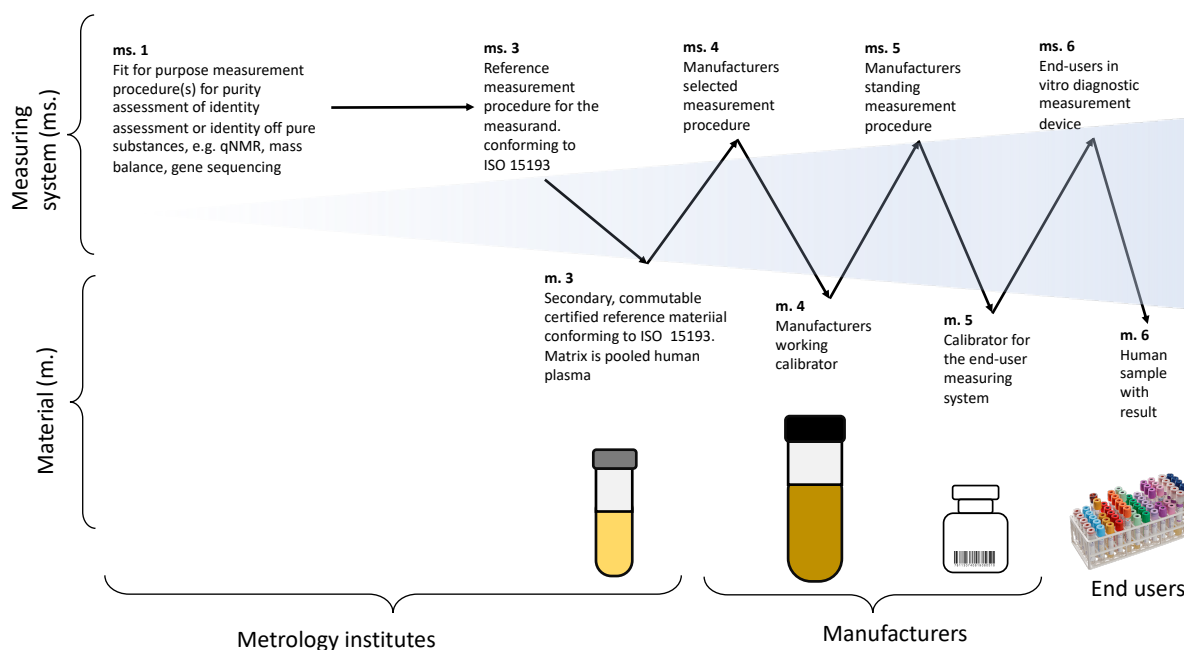 Measuring
system (ms.)
ms. 1
Fit for purpose measurement
procedure(s) for purity
assessment of identity
assessment or identity off pure
substances, e.g. qNMR, mass
balance, gene sequencing
ms. 3
Reference
measurement
procedure for the
measurand.
conforming to
ISO 15193
ms. 4
Manufacturers
selected
measurement
procedure
ms. 5
Manufacturers
standing
measurement
procedure
ms. 6
End-users in
vitro diagnostic
measurement
device
Material (m.)
m. 3
Secondary, commutable
certified reference materiial
conforming to ISO 15193.
Matrix is pooled human
plasma
m. 4
Manufacturers
working
calibrator
m. 5
Calibrator for
the end-user
measuring
system
m. 6
Human
sample
with
result
Metrology institutes
Manufacturers
End users